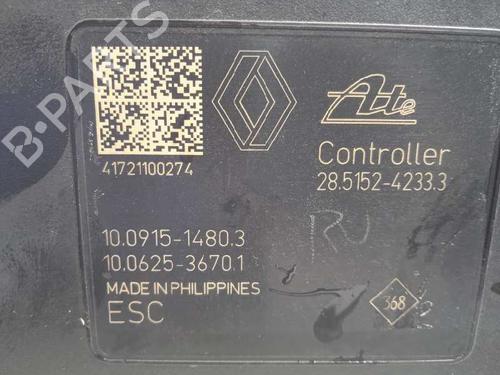 B-PARTS
Ate
Controller
28.5152-4233.3
41721100274
10.0915-1480.3
10.0625-3670.1
MADE IN PHILIPPINES
ESC
368